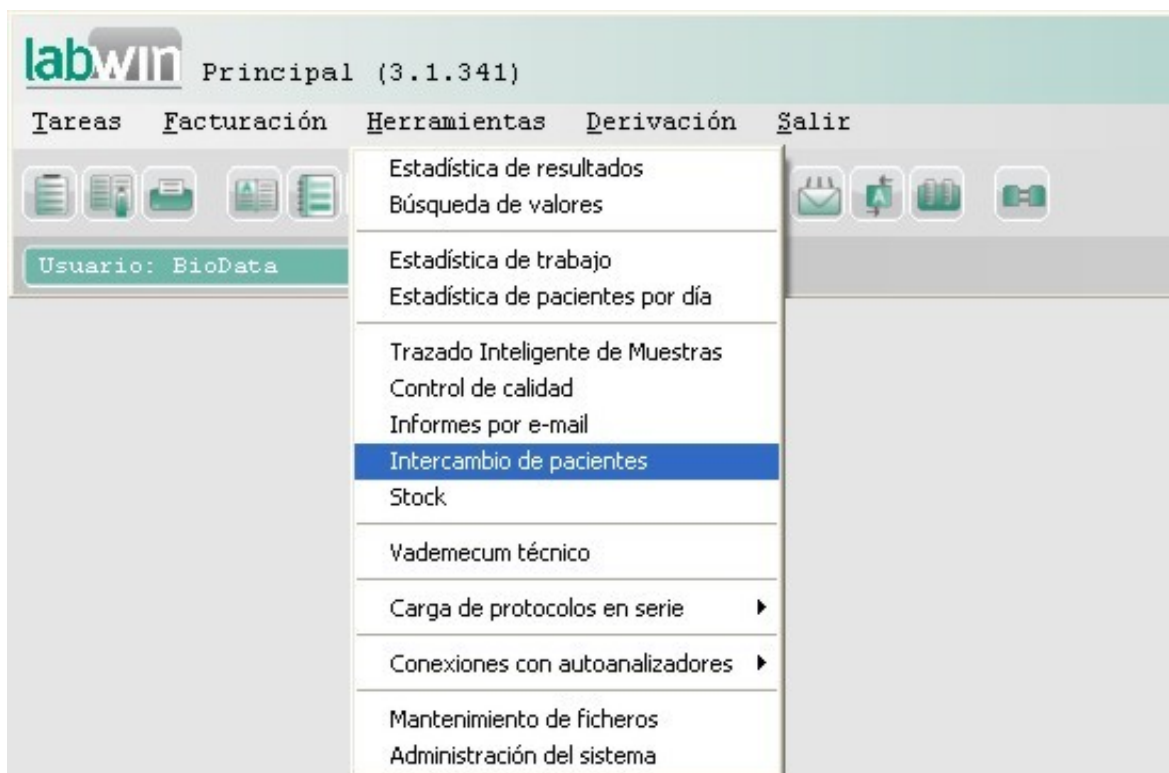 labwin Principal (3.1.341)
Tareas Facturación Herramientas Derivación Salir
Usuario: BioData
Estadística de resultados
Búsqueda de valores
Estadística de trabajo
Estadística de pacientes por día
Trazado Inteligente de Muestras
Control de calidad
Informes por e-mail
Intercambio de pacientes
Stock
Vademecum técnico
Carga de protocolos en serie
Conexiones con autoanalizadores
Mantenimiento de ficheros
Administración del sistema